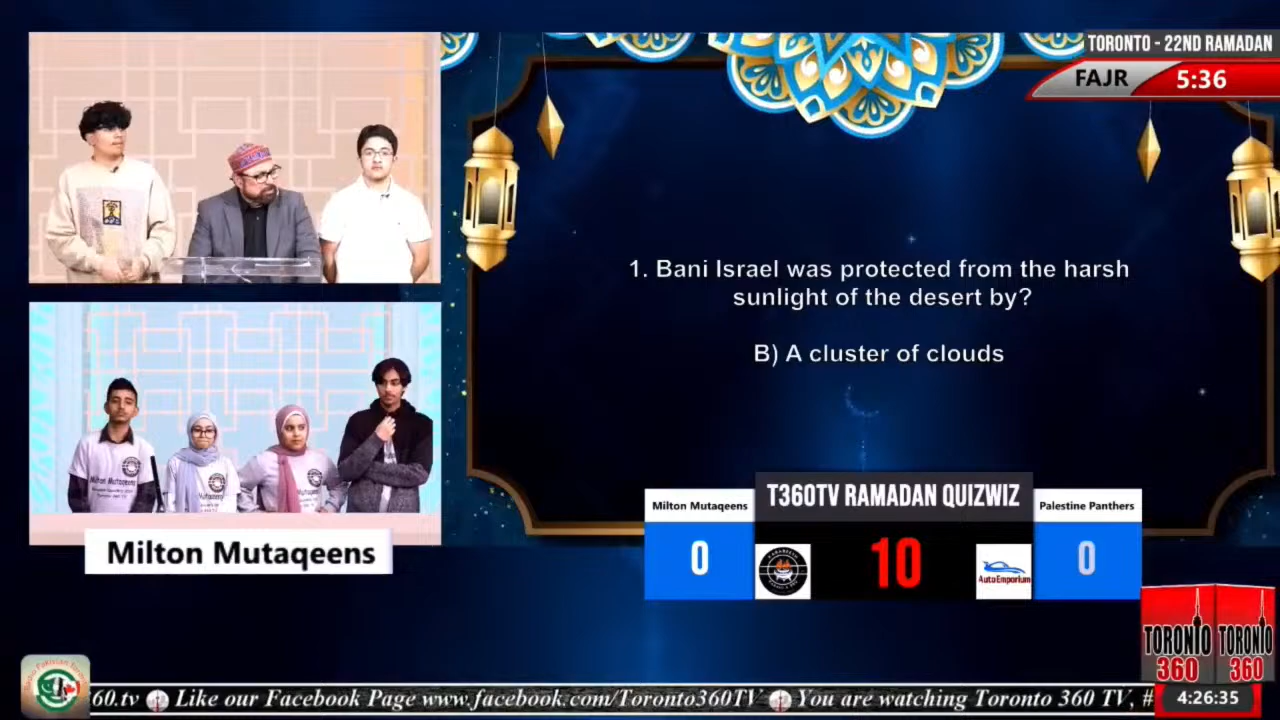 TORONTO - 22ND RAMADAN
FAJR
5:36
1. Bani Israel was protected from the harsh
sunlight of the desert by?
B) A cluster of clouds
Milton Mutaqeens
T360TV RAMADAN QUIZWIZ
Milton Mutaqeens
Palestine Panthers
0
10
0
AutoEmporium
Milton Mutaqeens
TORONTO
360
TORONTO
360
60.tv
Like our Facebook Page www.facebook.com/Toronto360TV
You are watching Toronto 360 TV, #
4:26:35